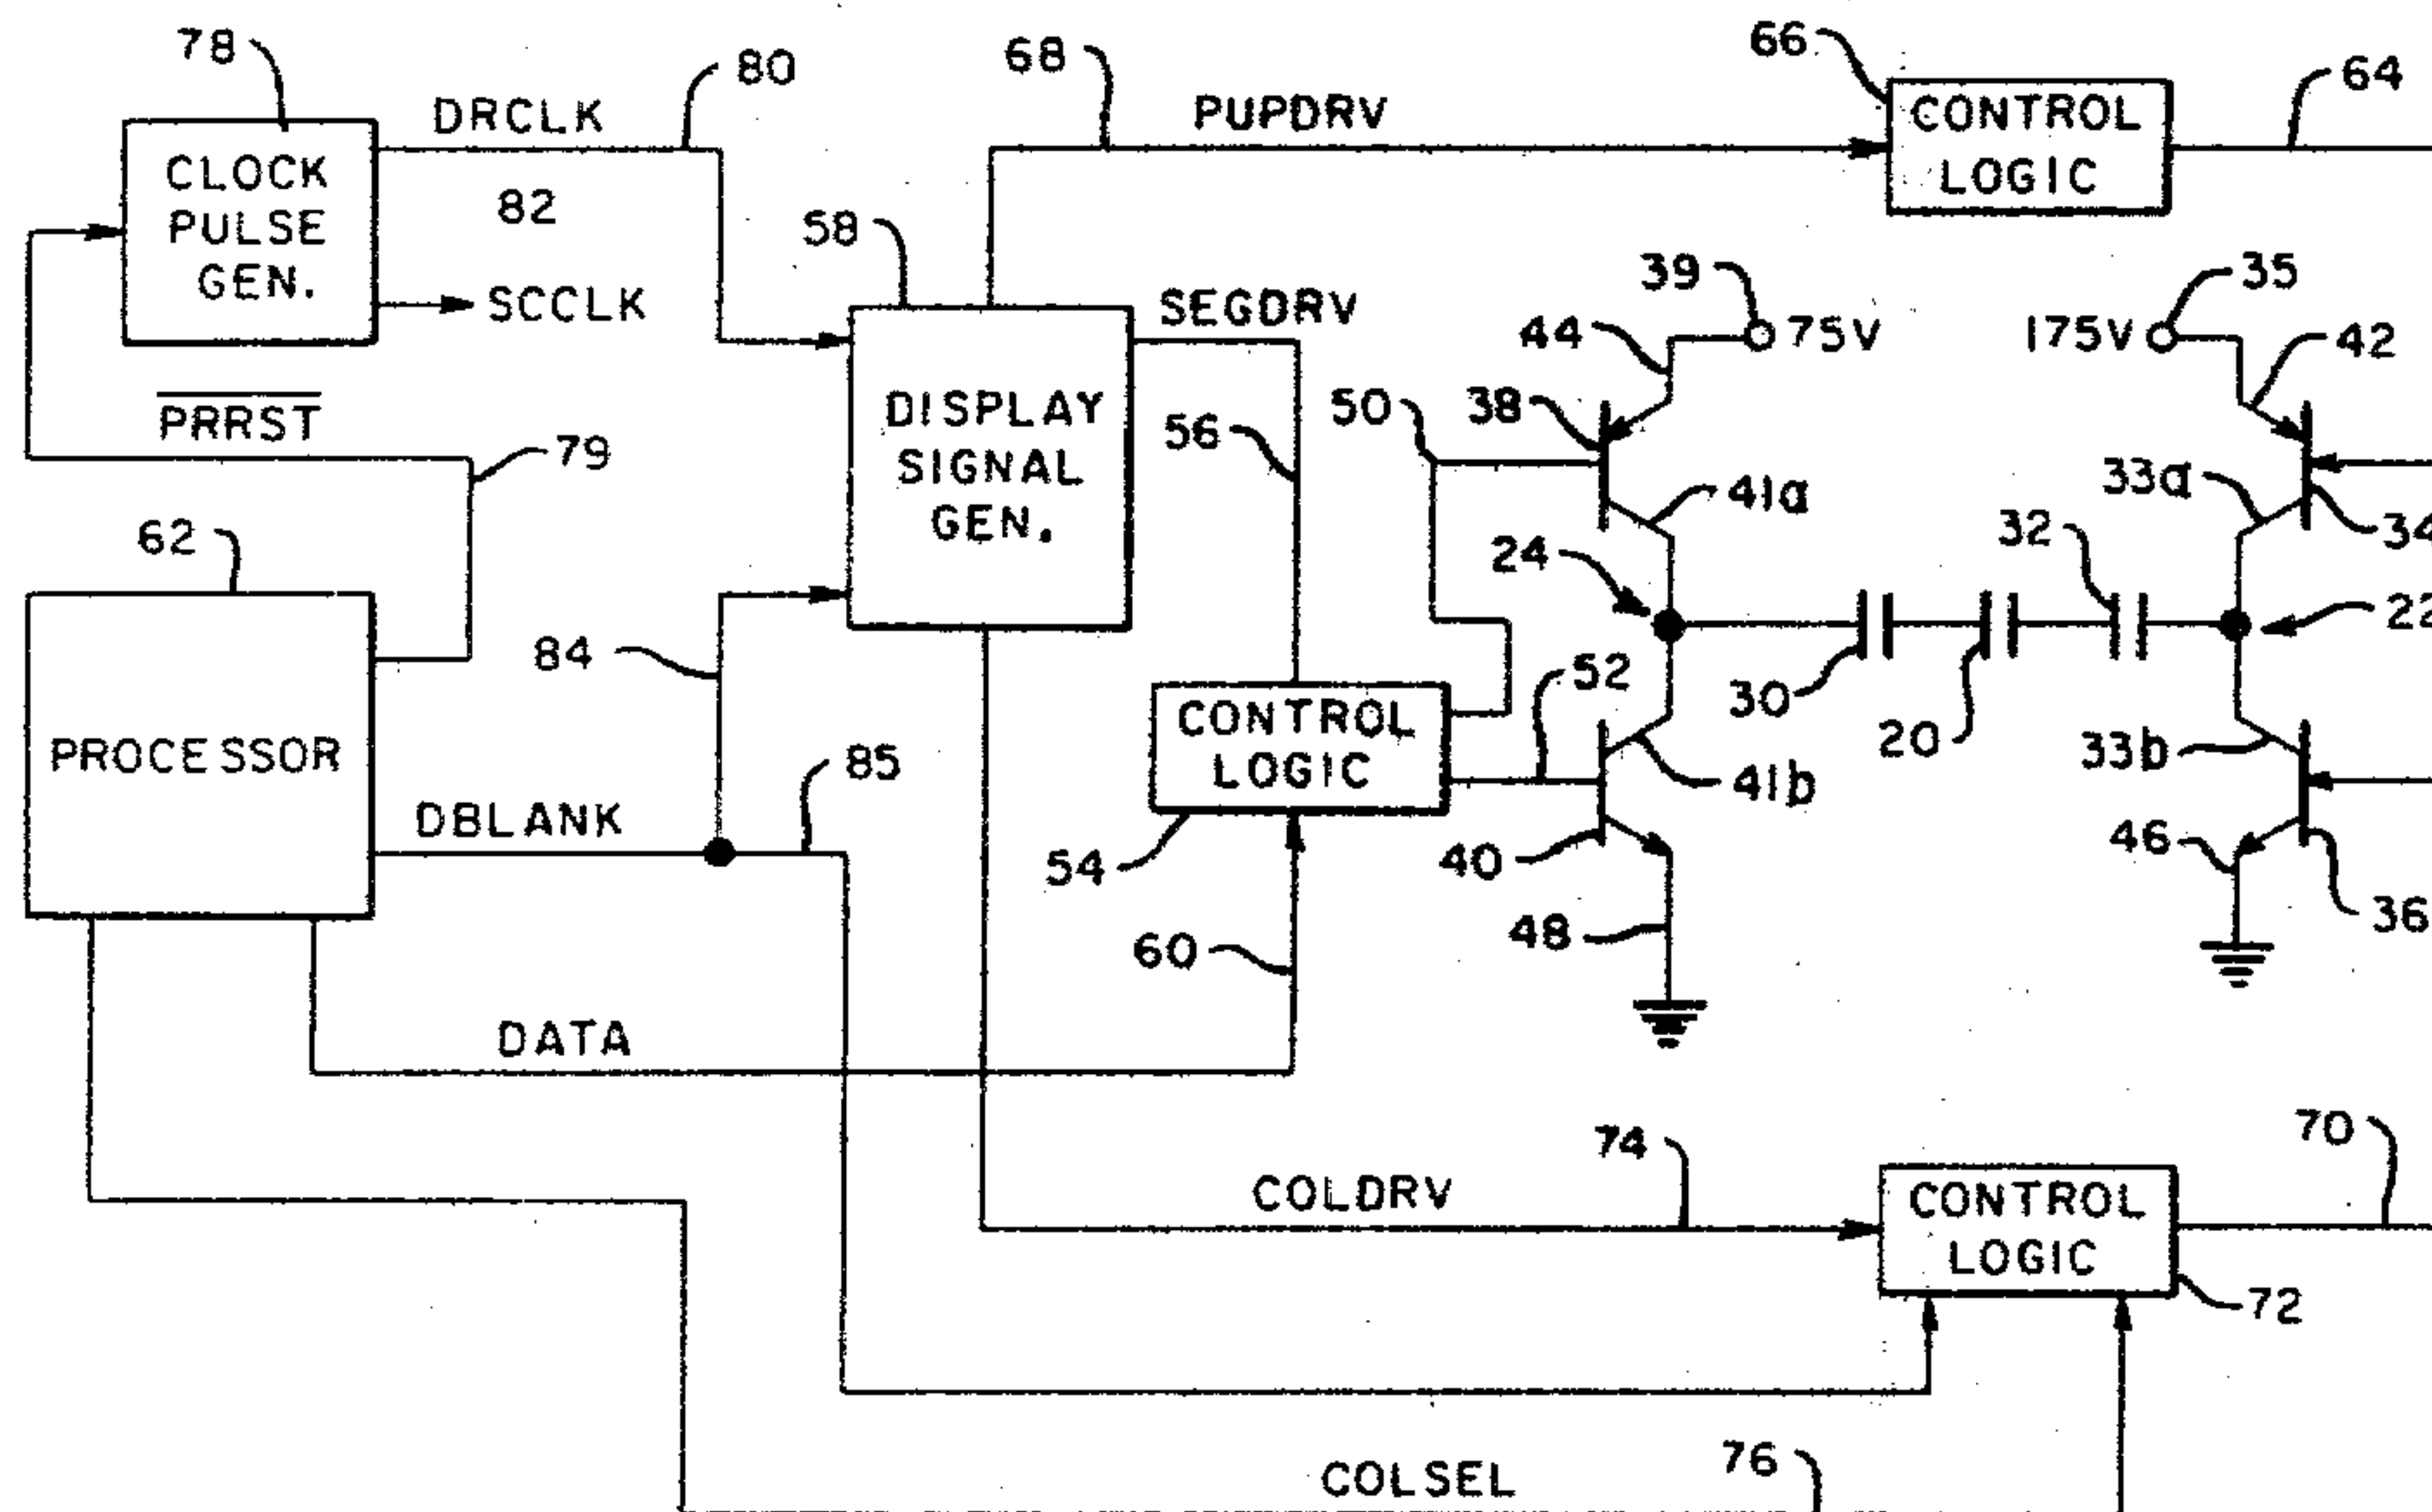 78
DRCLK
80
68
PUPDRV
66
CONTROL
LOGIC
64
CLOCK
PULSE
GEN.
82
SCCLK
58
SEGDRV
39
75V
44
35
175V
42
PRRST
79
DISPLAY
SIGNAL
GEN.
56
50
38
41a
33a
34
24
32
22
62
PROCESSOR
84
DBLANK
85
CONTROL
LOGIC
52
54
30
20
41b
33b
40
48
46
36
60
DATA
74
COLDRV
CONTROL
LOGIC
70
72
COLSEL
76